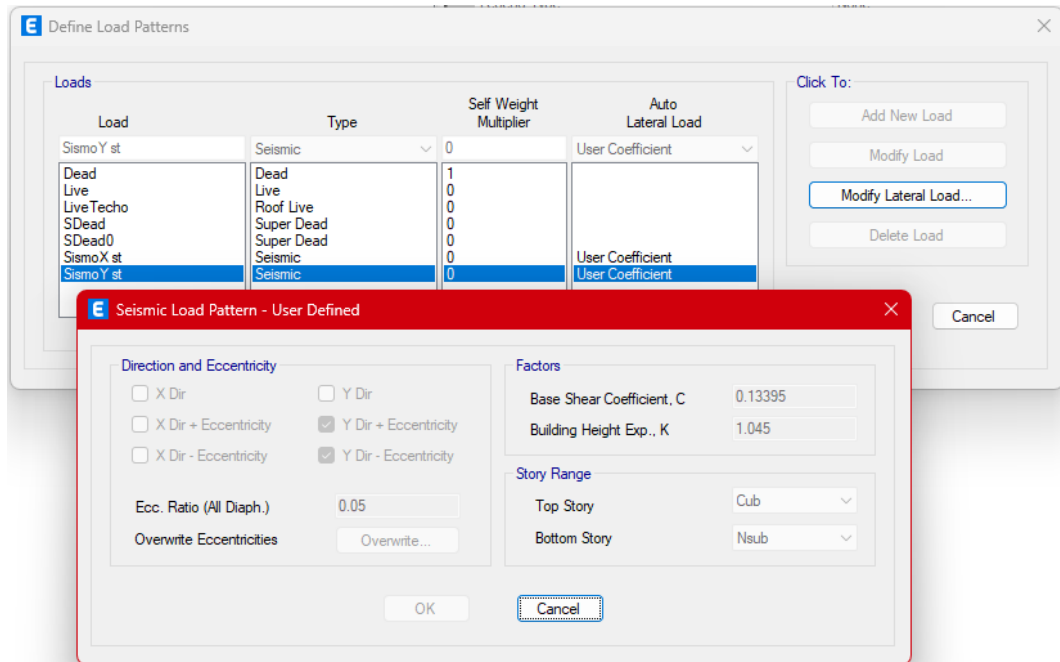 Define Load Patterns
Loads
Click To:
Load Type Self Weight Multiplier Auto Lateral Load
SismoY st Seismic 0 User Coefficient
Dead Dead 1
Live Live 0
LiveTecho Roof Live 0
SDead Super Dead 0
SDead0 Super Dead 0
SismoX st Seismic 0 User Coefficient
SismoY st Seismic 0 User Coefficient
Add New Load
Modify Load
Modify Lateral Load...
Delete Load
Cancel
E Seismic Load Pattern - User Defined
Direction and Eccentricity
X Dir Y Dir
X Dir + Eccentricity Y Dir + Eccentricity
X Dir - Eccentricity Y Dir - Eccentricity
Ecc. Ratio (All Diaph.) 0.05
Overwrite Eccentricities Overwrite...
Factors
Base Shear Coefficient, C 0.13395
Building Height Exp., K 1.045
Story Range
Top Story Cub
Bottom Story Nsub
OK Cancel